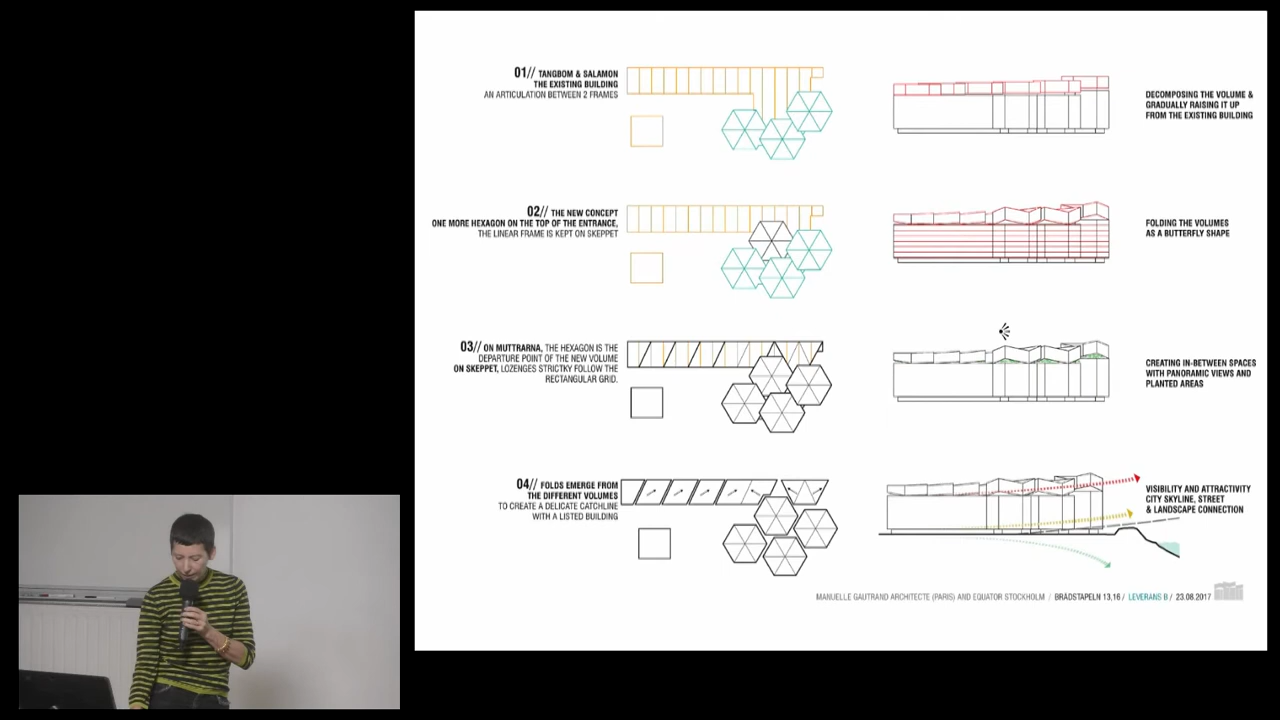 01// TANGBOM & SALAMON
THE EXISTING BUILDING
AN ARTICULATION BETWEEN 2 FRAMES
DECOMPOSING THE VOLUME &
GRADUALLY RAISING IT UP
FROM THE EXISTING BUILDING
02// THE NEW CONCEPT
ONE MORE HEXAGON ON THE TOP OF THE ENTRANCE,
THE LINEAR FRAME IS KEPT ON SKEPPET
FOLDING THE VOLUMES
AS A BUTTERFLY SHAPE
03// ON MUTTRARNA, THE HEXAGON IS THE
DEPARTURE POINT OF THE NEW VOLUME
ON SKEPPET, LOZENGES STRICTKY FOLLOW THE
RECTANGULAR GRID.
CREATING IN-BETWEEN SPACES
WITH PANORAMIC VIEWS AND
PLANTED AREAS
04// FOLDS EMERGE FROM
THE DIFFERENT VOLUMES
TO CREATE A DELICATE CATCHLINE
WITH A LISTED BUILDING
VISIBILITY AND ATTRACTIVITY
CITY SKYLINE, STREET
& LANDSCAPE CONNECTION
MANUELLE GAUTRAND ARCHITECTE (PARIS) AND EQUATOR STOCKHOLM / BRÄDSTAPELN 13,16 / LEVERANS B / 23.08.2017